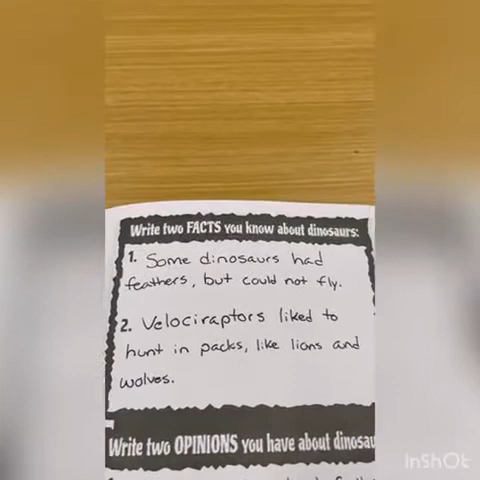 Write two FACTS you know about dinosaurs:
1. Some dinosaurs had
feathers, but could not fly.
2. Velociraptors liked to
hunt in packs, like lions and
wolves.
Write two OPINIONS you have about dinosau
InShOt